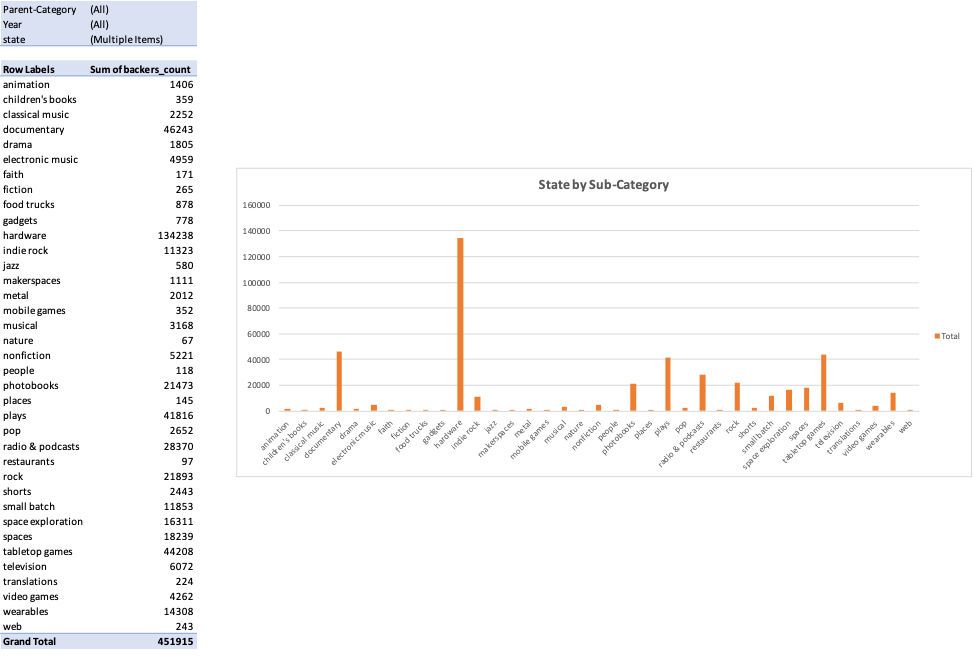 Parent-Category (All)
Year (All)
state (Multiple Items)
Row Labels Sum of backers_count
animation 1406
children's books 359
classical music 2252
documentary 46243
drama 1805
electronic music 4959
faith 171
fiction 265
food trucks 878
gadgets 778
hardware 134238
indie rock 11323
jazz 580
makerspaces 1111
metal 2012
mobile games 352
musical 3168
nature 67
nonfiction 5221
people 118
photobooks 21473
places 145
plays 41816
pop 2652
radio & podcasts 28370
restaurants 97
rock 21893
shorts 2443
small batch 11853
space exploration 16311
spaces 18239
tabletop games 44208
television 6072
translations 224
video games 4262
wearables 14308
web 243
Grand Total 451915
State by Sub-Category
160000
140000
120000
100000
80000
60000
40000
20000
0
animation
children's books
classical music
documentary
drama
electronic music
faith
fiction
food trucks
gadgets
hardware
indie rock
jazz
makerspaces
metal
mobile games
musical
nature
nonfiction
people
photobooks
places
plays
pop
radio & podcasts
restaurants
rock
shorts
small batch
space exploration
spaces
tabletop games
television
translations
video games
wearables
web
Total